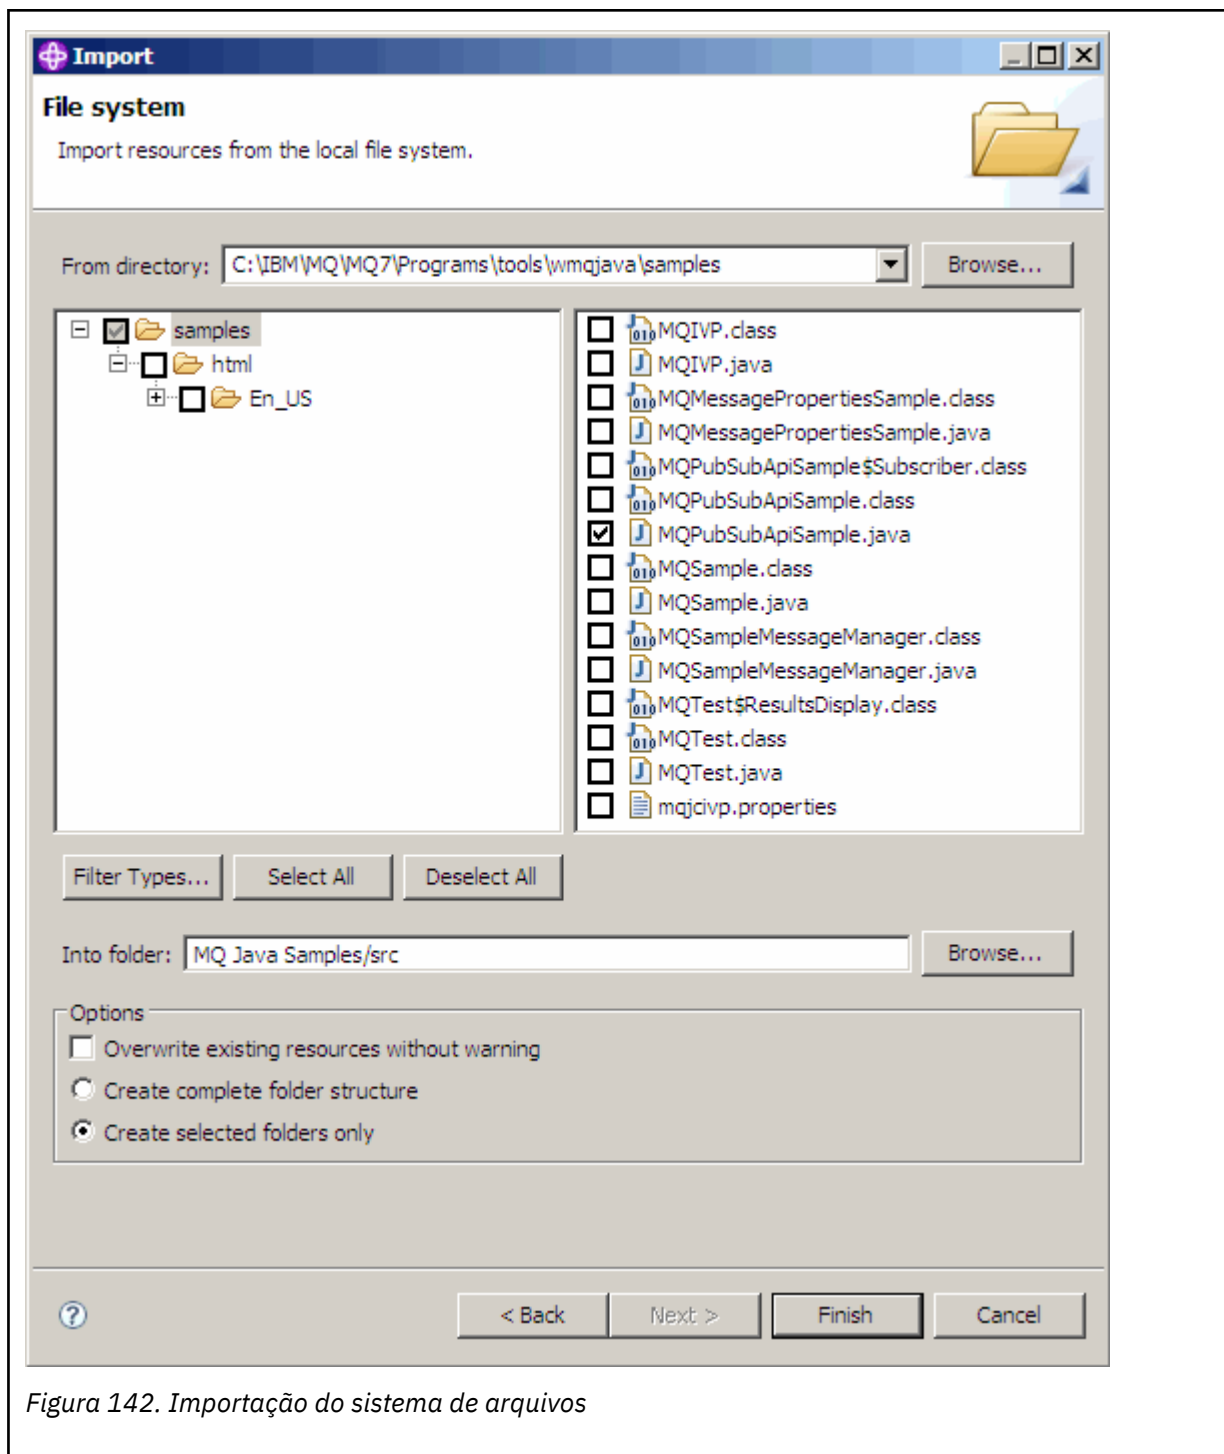 Import
File system
Import resources from the local file system.
From directory: C:\IBM\MQ\MQ7\Programs\tools\wmqjava\samples Browse...
samples
html
En_US
MQIVP.class
MQIVP.java
MQMessagePropertiesSample.class
MQMessagePropertiesSample.java
MQPubSubApiSample$Subscriber.class
MQPubSubApiSample.class
MQPubSubApiSample.java
MQSample.class
MQSample.java
MQSampleMessageManager.class
MQSampleMessageManager.java
MQTest$ResultsDisplay.class
MQTest.class
MQTest.java
mqjcivp.properties
Filter Types... Select All Deselect All
Into folder: MQ Java Samples/src Browse...
Options
Overwrite existing resources without warning
Create complete folder structure
Create selected folders only
< Back Next > Finish Cancel
Figura 142. Importação do sistema de arquivos